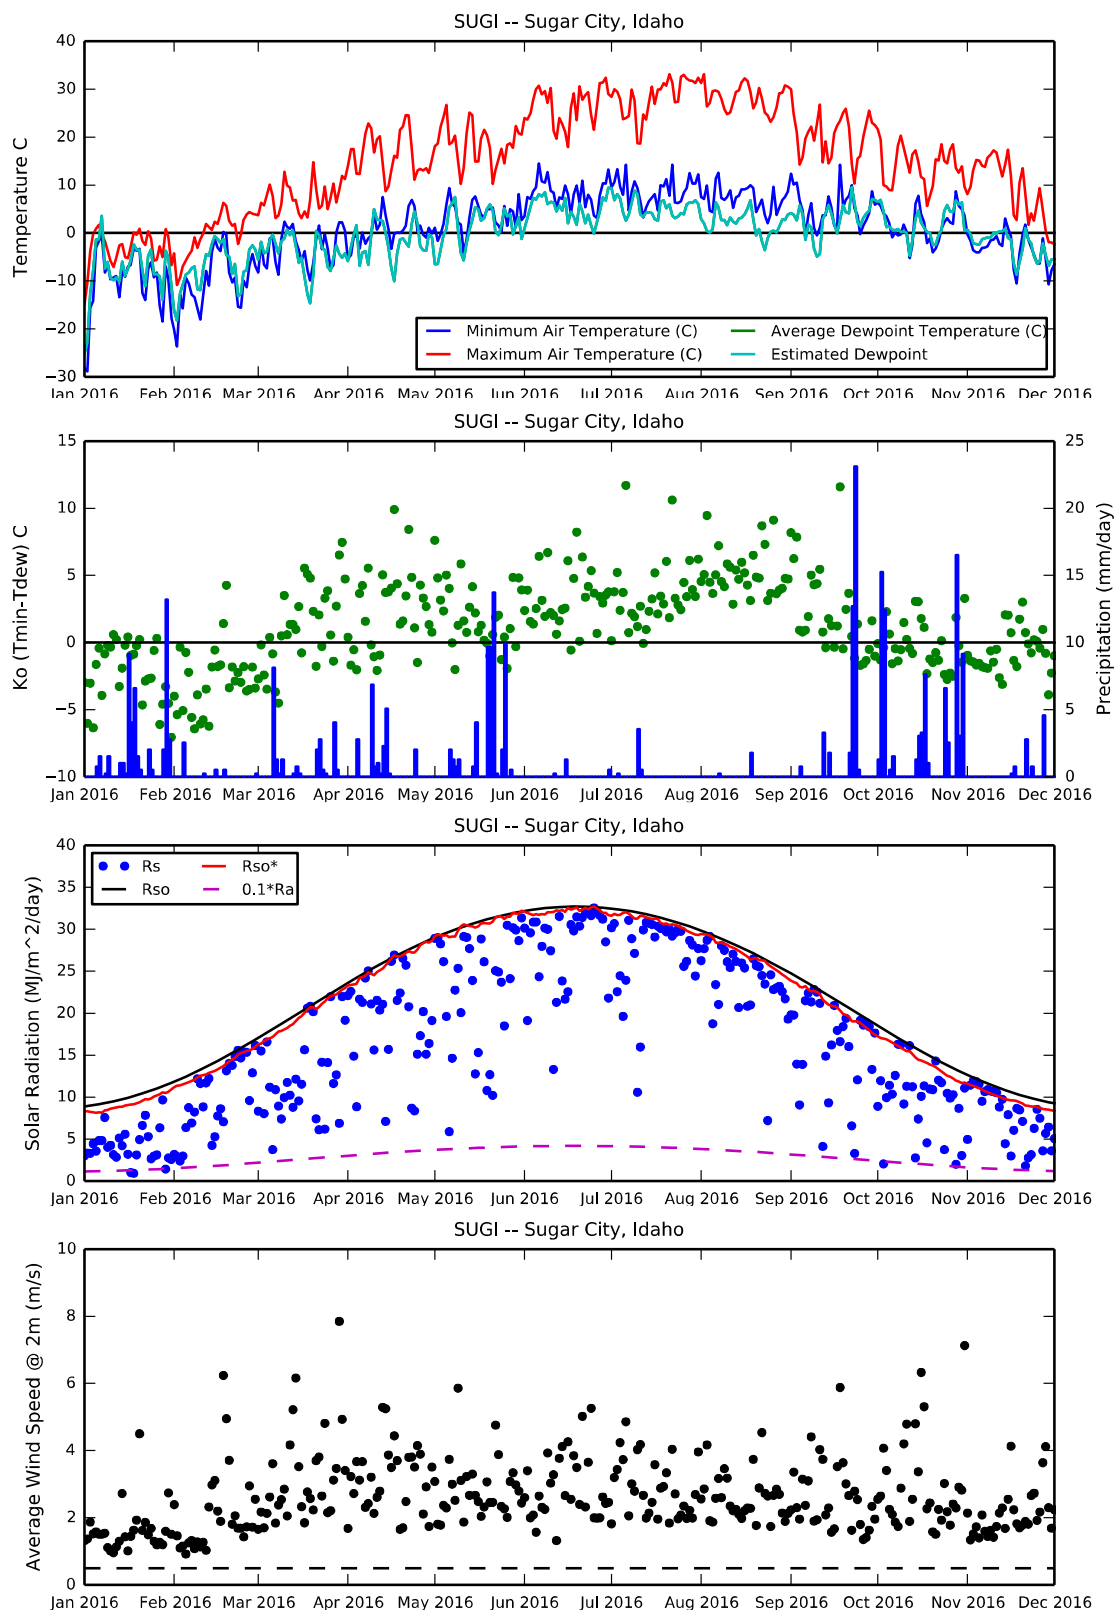 SUGI -- Sugar City, Idaho
40
30
20
10
0
−10
−20
−30
Temperature C
Minimum Air Temperature (C)
Maximum Air Temperature (C)
Average Dewpoint Temperature (C)
Estimated Dewpoint
Jan 2016 Feb 2016 Mar 2016 Apr 2016 May 2016 Jun 2016 Jul 2016 Aug 2016 Sep 2016 Oct 2016 Nov 2016 Dec 2016
SUGI -- Sugar City, Idaho
15
10
5
0
−5
−10
Ko (Tmin-Tdew) C
25
20
15
10
5
0
Precipitation (mm/day)
Jan 2016 Feb 2016 Mar 2016 Apr 2016 May 2016 Jun 2016 Jul 2016 Aug 2016 Sep 2016 Oct 2016 Nov 2016 Dec 2016
SUGI -- Sugar City, Idaho
40
35
30
25
20
15
10
5
0
Solar Radiation (MJ/m^2/day)
Rs
Rso
Rso*
0.1*Ra
Jan 2016 Feb 2016 Mar 2016 Apr 2016 May 2016 Jun 2016 Jul 2016 Aug 2016 Sep 2016 Oct 2016 Nov 2016 Dec 2016
SUGI -- Sugar City, Idaho
10
8
6
4
2
0
Average Wind Speed @ 2m (m/s)
Jan 2016 Feb 2016 Mar 2016 Apr 2016 May 2016 Jun 2016 Jul 2016 Aug 2016 Sep 2016 Oct 2016 Nov 2016 Dec 2016